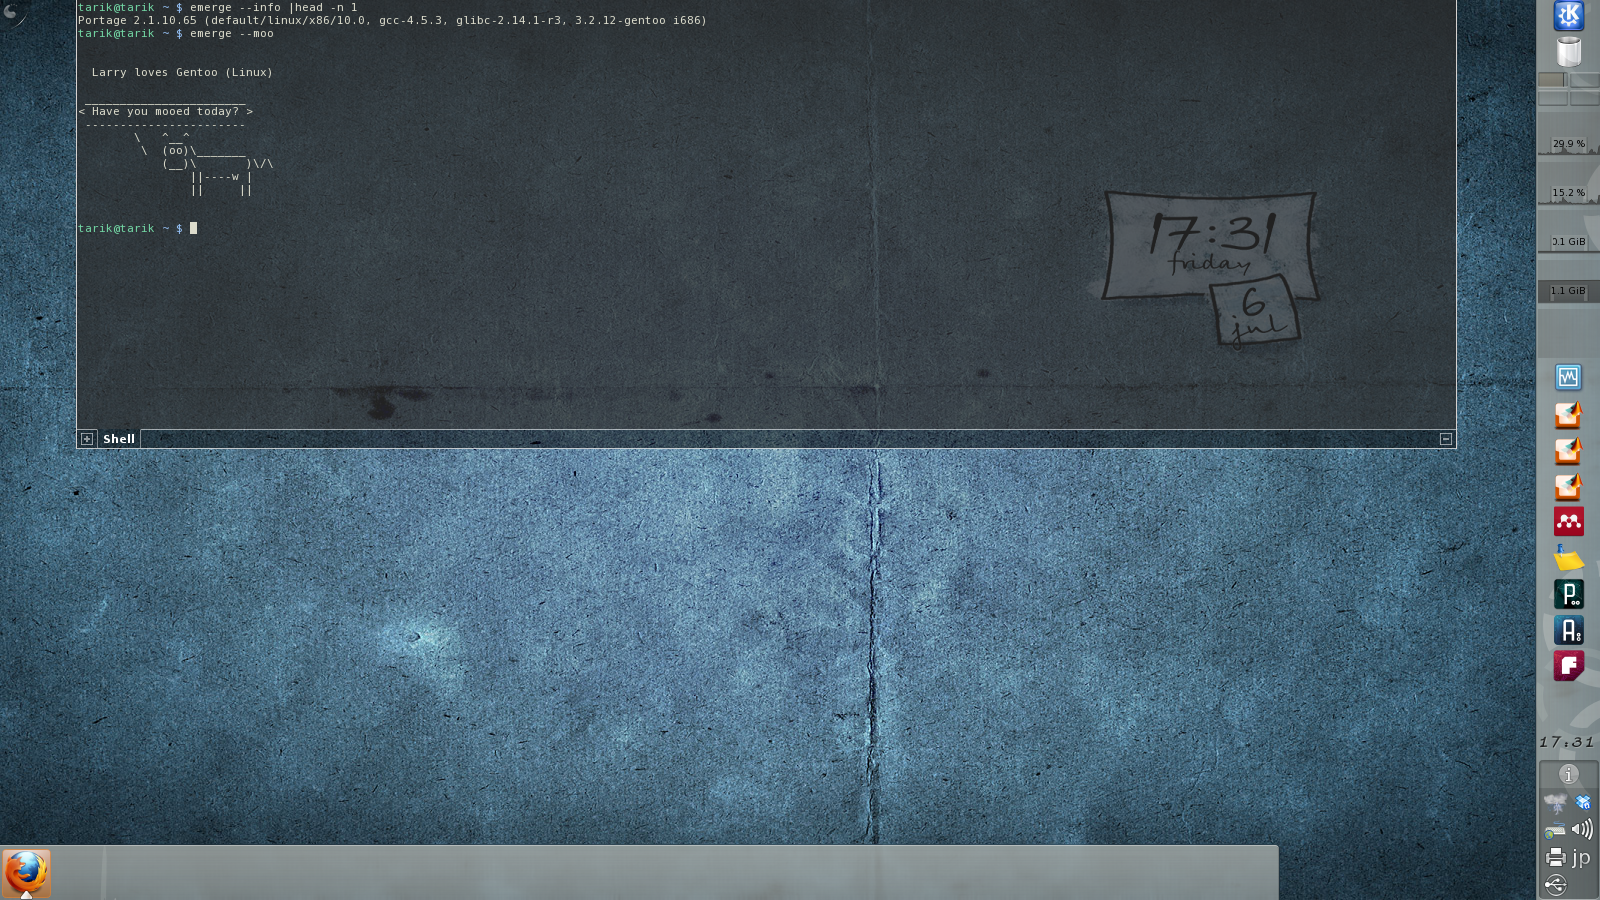 tarik@tarik ~ $ emerge --info |head -n 1
Portage 2.1.10.65 (default/linux/x86/10.0, gcc-4.5.3, glibc-2.14.1-r3, 3.2.12-gentoo i686)
tarik@tarik ~ $ emerge --moo
Larry loves Gentoo (Linux)
_______________________
< Have you mooed today? >
-----------------------
\   ^__^
\  (oo)\_______
(__)\       )\/\
||----w |
||     ||
tarik@tarik ~ $
Shell
17:31
friday
6
jul
29.9 %
15.2 %
0.1 GiB
1.1 GiB
P
A
F
17:31
i
jp